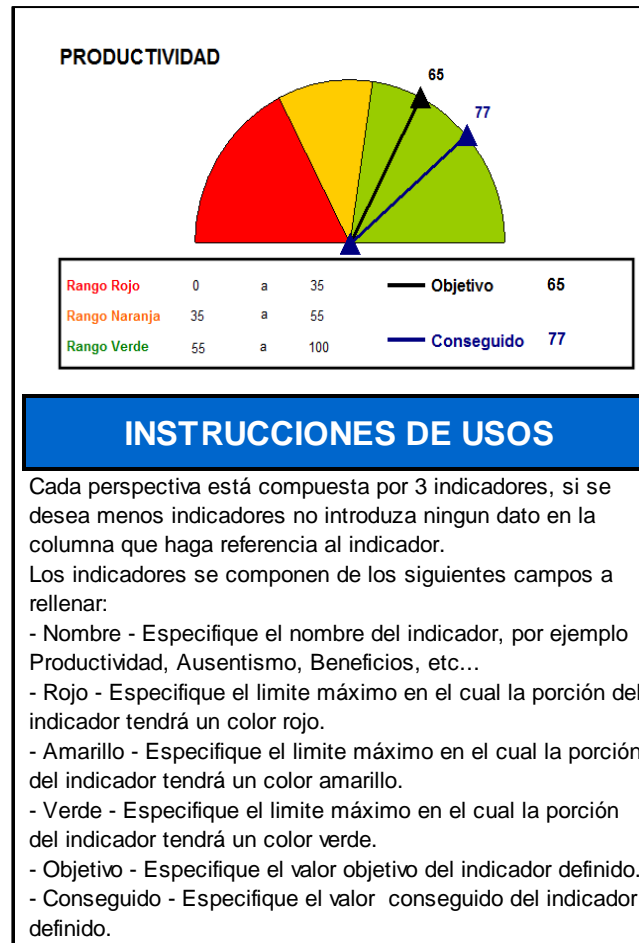 PRODUCTIVIDAD
65
77
Rango Rojo 0 a 35 Objetivo 65
Rango Naranja 35 a 55
Rango Verde 55 a 100 Conseguido 77
INSTRUCCIONES DE USOS
Cada perspectiva está compuesta por 3 indicadores, si se
desea menos indicadores no introduza ningun dato en la
columna que haga referencia al indicador.
Los indicadores se componen de los siguientes campos a
rellenar:
- Nombre - Especifique el nombre del indicador, por ejemplo
Productividad, Ausentismo, Beneficios, etc...
- Rojo - Especifique el limite máximo en el cual la porción del
indicador tendrá un color rojo.
- Amarillo - Especifique el limite máximo en el cual la porción
del indicador tendrá un color amarillo.
- Verde - Especifique el limite máximo en el cual la porción
del indicador tendrá un color verde.
- Objetivo - Especifique el valor objetivo del indicador definido.
- Conseguido - Especifique el valor  conseguido del indicador
definido.